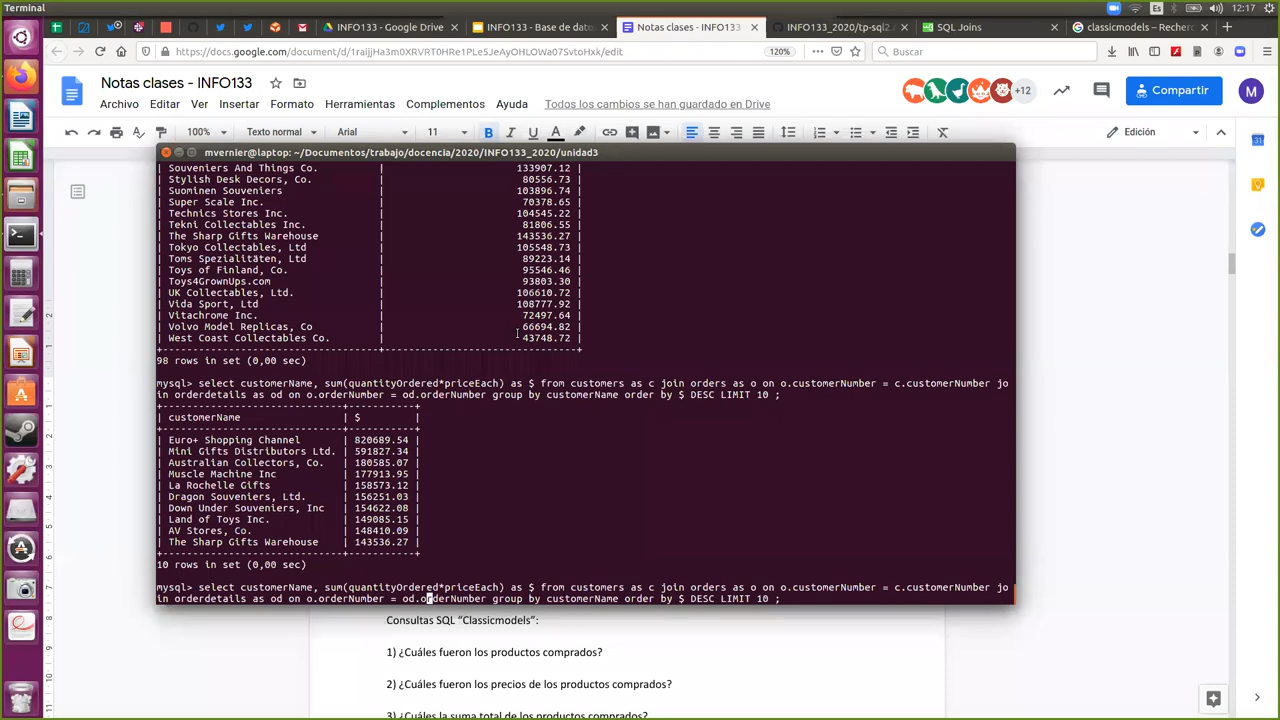 Terminal
Es
12:17
INFO133 - Google Drive
INFO133 - Base de dato
Notas clases - INFO133
INFO133_2020/tp-sql2
SQL Joins
classicmodels - Recherc
120%
Buscar
Notas clases - INFO133
Archivo Editar Ver Insertar Formato Herramientas Complementos Ayuda Todos los cambios se han guardado en Drive
+12
Compartir
M
100% Texto normal Arial 11
Edición
mvernier@laptop: ~/Documentos/trabajo/docencia/2020/INFO133_2020/unidad3
| Souveniers And Things Co. | 133907.12 |
| Stylish Desk Decors, Co. | 80556.73 |
| Suominen Souveniers | 103896.74 |
| Super Scale Inc. | 70378.65 |
| Technics Stores Inc. | 104545.22 |
| Tekni Collectables Inc. | 81806.55 |
| The Sharp Gifts Warehouse | 143536.27 |
| Tokyo Collectables, Ltd | 105548.73 |
| Toms Spezialitäten, Ltd | 89223.14 |
| Toys of Finland, Co. | 95546.46 |
| Toys4GrownUps.com | 93803.30 |
| UK Collectables, Ltd. | 106610.72 |
| Vida Sport, Ltd | 108777.92 |
| Vitachrome Inc. | 72497.64 |
| Volvo Model Replicas, Co | 66694.82 |
| West Coast Collectables Co. | 43748.72 |
98 rows in set (0,00 sec)
mysql> select customerName, sum(quantityOrdered*priceEach) as $ from customers as c join orders as o on o.customerNumber = c.customerNumber jo
in orderdetails as od on o.orderNumber = od.orderNumber group by customerName order by $ DESC LIMIT 10 ;
| customerName | $ |
| Euro+ Shopping Channel | 820689.54 |
| Mini Gifts Distributors Ltd. | 591827.34 |
| Australian Collectors, Co. | 180585.07 |
| Muscle Machine Inc | 177913.95 |
| La Rochelle Gifts | 158573.12 |
| Dragon Souveniers, Ltd. | 156251.03 |
| Down Under Souveniers, Inc | 154622.08 |
| Land of Toys Inc. | 149085.15 |
| AV Stores, Co. | 148410.09 |
| The Sharp Gifts Warehouse | 143536.27 |
10 rows in set (0,00 sec)
mysql> select customerName, sum(quantityOrdered*priceEach) as $ from customers as c join orders as o on o.customerNumber = c.customerNumber jo
in orderdetails as od on o.orderNumber = od.orderNumber group by customerName order by $ DESC LIMIT 10 ;
Consultas SQL “Classicmodels”:
1) ¿Cuáles fueron los productos comprados?
2) ¿Cuáles fueron los precios de los productos comprados?
3) ¿Cuáles la suma total de los productos comprados?